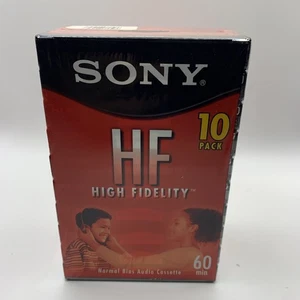 SONY®
10
PACK
HF
HIGH FIDELITY™
60
min
Normal Bias Audio Cassette